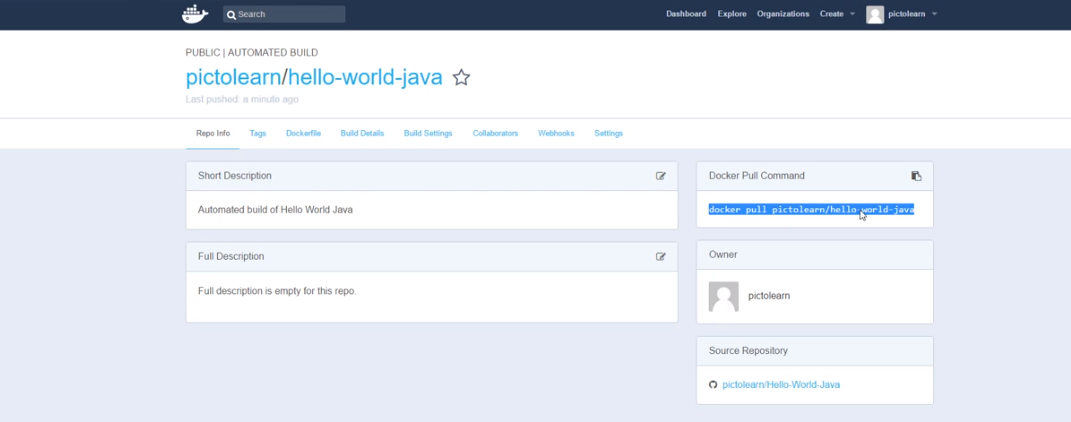 Search
Dashboard Explore Organizations Create pictolearn
PUBLIC | AUTOMATED BUILD
pictolearn/hello-world-java
Last pushed: a minute ago
Repo Info Tags Dockerfile Build Details Build Settings Collaborators Webhooks Settings
Short Description
Automated build of Hello World Java
Full Description
Full description is empty for this repo.
Docker Pull Command
docker pull pictolearn/hello-world-java
Owner
pictolearn
Source Repository
pictolearn/Hello-World-Java